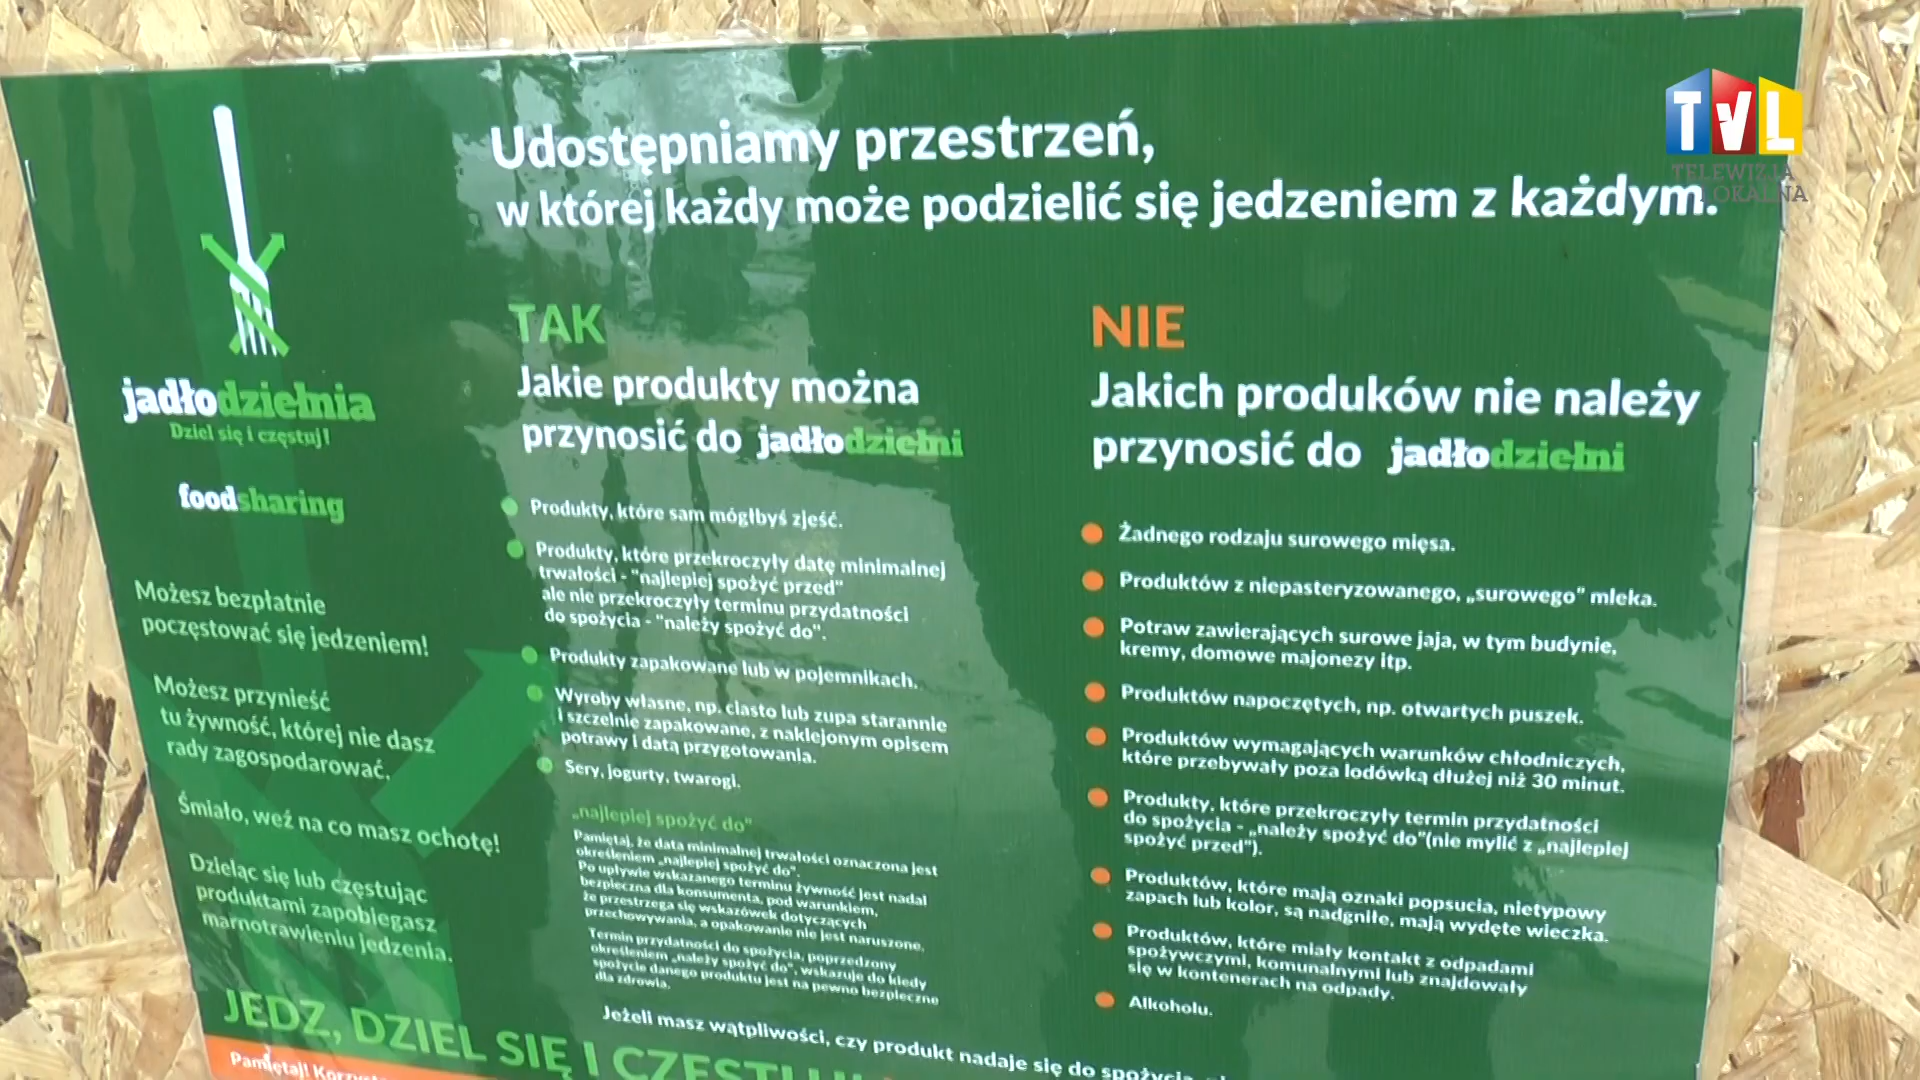 TVL
TELEWIZJA
LOKALNA
Udostępniamy przestrzeń,
w której każdy może podzielić się jedzeniem z każdym.
jadłodzielnia
Dziel się i częstuj!
foodsharing
Możesz bezpłatnie
poczęstować się jedzeniem!
Możesz przynieść
tu żywność, której nie dasz
rady zagospodarować.
Śmiało, weź na co masz ochotę!
Dzieląc się lub częstując
produktami zapobiegasz
marnotrawieniu jedzenia.
TAK
Jakie produkty można
przynosić do jadłodzielni
Produkty, które sam mógłbyś zjeść.
Produkty, które przekroczyły datę minimalnej
trwałości - "najlepiej spożyć przed"
ale nie przekroczyły terminu przydatności
do spożycia - "należy spożyć do".
Produkty zapakowane lub w pojemnikach.
Wyroby własne, np. ciasto lub zupa starannie
i szczelnie zapakowane, z naklejonym opisem
potrawy i datą przygotowania.
Sery, jogurty, twarogi.
„najlepiej spożyć do"
Pamiętaj, że data minimalnej trwałości oznaczona jest
określeniem „najlepiej spożyć do".
Po upływie wskazanego terminu żywność jest nadal
bezpieczna dla konsumenta, pod warunkiem,
że przestrzega się wskazówek dotyczących
przechowywania, a opakowanie nie jest naruszone.
Termin przydatności do spożycia, poprzedzony
określeniem „należy spożyć do", wskazuje do kiedy
spożycie danego produktu jest na pewno bezpieczne
dla zdrowia.
NIE
Jakich produków nie należy
przynosić do jadłodzielni
Żadnego rodzaju surowego mięsa.
Produktów z niepasteryzowanego, „surowego" mleka.
Potraw zawierających surowe jaja, w tym budynie,
kremy, domowe majonezy itp.
Produktów napoczętych, np. otwartych puszek.
Produktów wymagających warunków chłodniczych,
które przebywały poza lodówką dłużej niż 30 minut.
Produkty, które przekroczyły termin przydatności
do spożycia - „należy spożyć do"(nie mylić z „najlepiej
spożyć przed").
Produktów, które mają oznaki popsucia, nietypowy
zapach lub kolor, są nadgniłe, mają wydęte wieczka.
Produktów, które miały kontakt z odpadami
spożywczymi, komunalnymi lub znajdowały
się w kontenerach na odpady.
Alkoholu.
Jeżeli masz wątpliwości, czy produkt nadaje się do spożycia,
JEDZ, DZIEL SIĘ I
Pamiętaj!